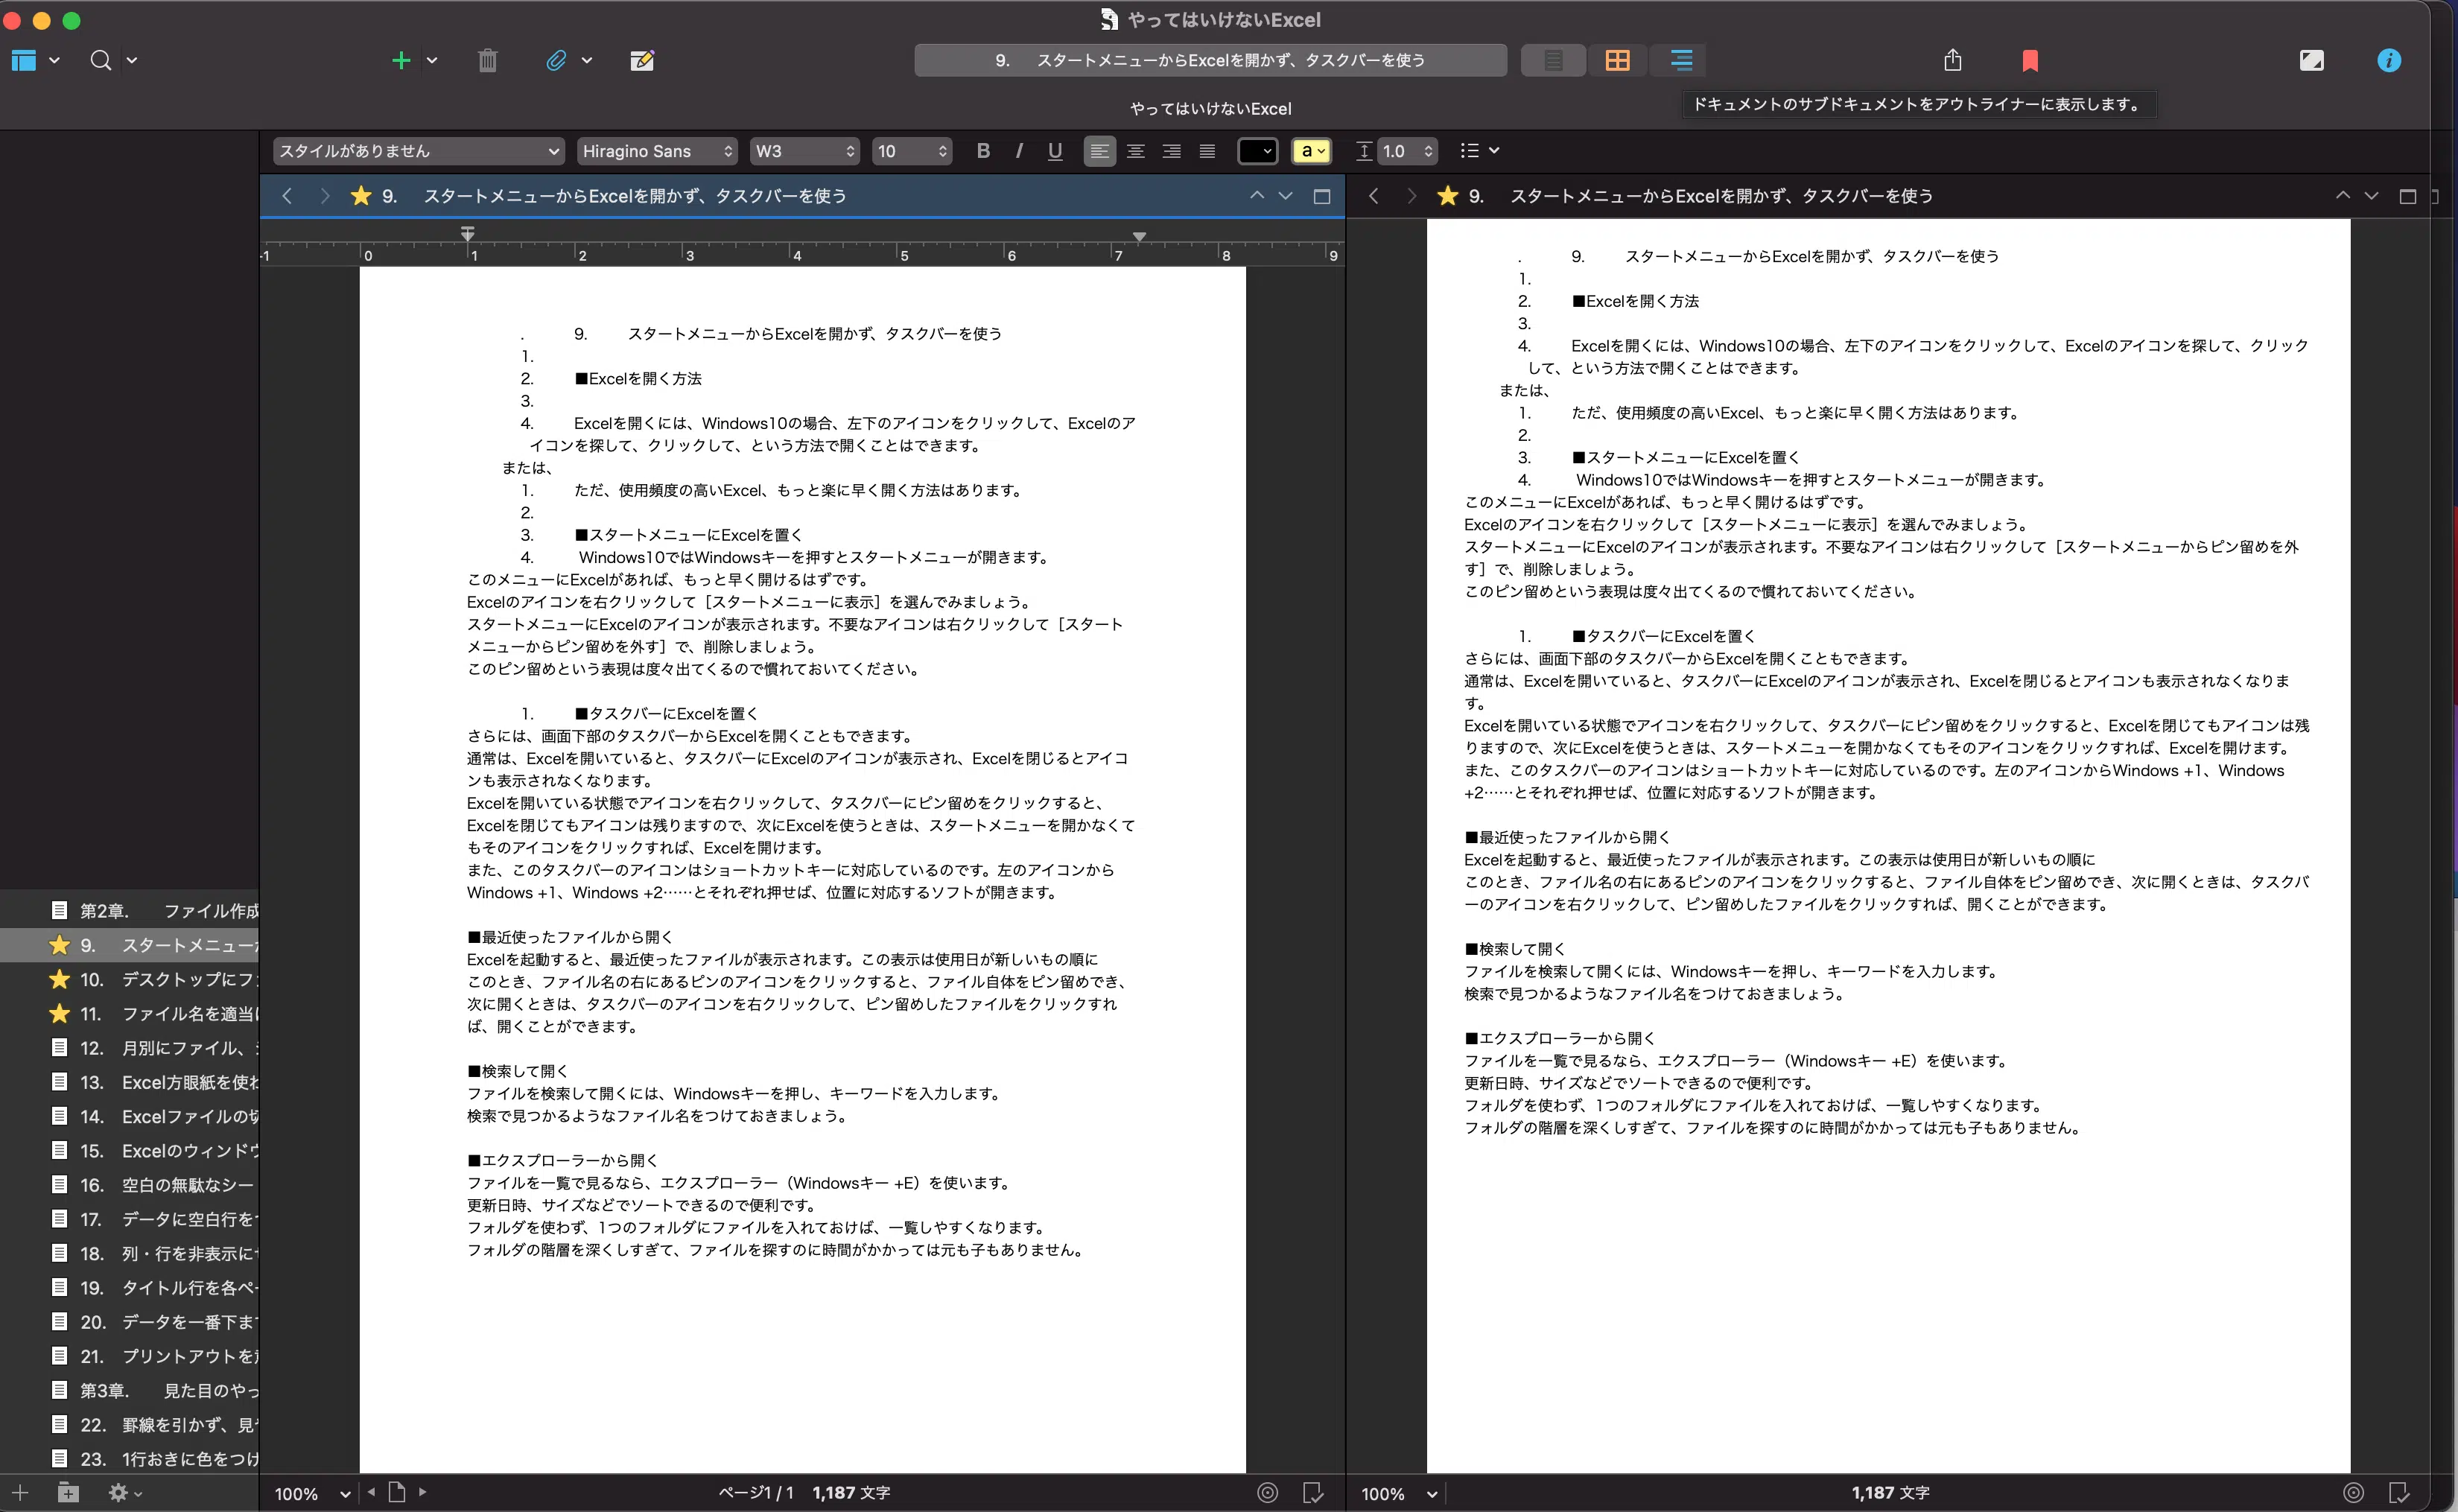 やってはいけないExcel
9. スタートメニューからExcelを開かず、タスクバーを使う
やってはいけないExcel
ドキュメントのサブドキュメントをアウトライナーに表示します。
スタイルがありません Hiragino Sans W3 10 B I U a 1.0
9. スタートメニューからExcelを開かず、タスクバーを使う
-1 0 1 2 3 4 5 6 7 8 9
. 9. スタートメニューからExcelを開かず、タスクバーを使う
1.
2. ■Excelを開く方法
3.
4. Excelを開くには、Windows10の場合、左下のアイコンをクリックして、Excelのア
イコンを探して、クリックして、という方法で開くことはできます。
または、
1. ただ、使用頻度の高いExcel、もっと楽に早く開く方法はあります。
2.
3. ■スタートメニューにExcelを置く
4. Windows10ではWindowsキーを押すとスタートメニューが開きます。
このメニューにExcelがあれば、もっと早く開けるはずです。
Excelのアイコンを右クリックして［スタートメニューに表示］を選んでみましょう。
スタートメニューにExcelのアイコンが表示されます。不要なアイコンは右クリックして［スタート
メニューからピン留めを外す］で、削除しましょう。
このピン留めという表現は度々出てくるので慣れておいてください。
1. ■タスクバーにExcelを置く
さらには、画面下部のタスクバーからExcelを開くこともできます。
通常は、Excelを開いていると、タスクバーにExcelのアイコンが表示され、Excelを閉じるとアイコ
ンも表示されなくなります。
Excelを開いている状態でアイコンを右クリックして、タスクバーにピン留めをクリックすると、
Excelを閉じてもアイコンは残りますので、次にExcelを使うときは、スタートメニューを開かなくて
もそのアイコンをクリックすれば、Excelを開けます。
また、このタスクバーのアイコンはショートカットキーに対応しているのです。左のアイコンから
Windows +1、Windows +2……とそれぞれ押せば、位置に対応するソフトが開きます。
■最近使ったファイルから開く
Excelを起動すると、最近使ったファイルが表示されます。この表示は使用日が新しいもの順に
このとき、ファイル名の右にあるピンのアイコンをクリックすると、ファイル自体をピン留めでき、
次に開くときは、タスクバーのアイコンを右クリックして、ピン留めしたファイルをクリックすれ
ば、開くことができます。
■検索して開く
ファイルを検索して開くには、Windowsキーを押し、キーワードを入力します。
検索で見つかるようなファイル名をつけておきましょう。
■エクスプローラーから開く
ファイルを一覧で見るなら、エクスプローラー（Windowsキー +E）を使います。
更新日時、サイズなどでソートできるので便利です。
フォルダを使わず、1つのフォルダにファイルを入れておけば、一覧しやすくなります。
フォルダの階層を深くしすぎて、ファイルを探すのに時間がかかっては元も子もありません。
9. スタートメニューからExcelを開かず、タスクバーを使う
. 9. スタートメニューからExcelを開かず、タスクバーを使う
1.
2. ■Excelを開く方法
3.
4. Excelを開くには、Windows10の場合、左下のアイコンをクリックして、Excelのアイコンを探して、クリック
して、という方法で開くことはできます。
または、
1. ただ、使用頻度の高いExcel、もっと楽に早く開く方法はあります。
2.
3. ■スタートメニューにExcelを置く
4. Windows10ではWindowsキーを押すとスタートメニューが開きます。
このメニューにExcelがあれば、もっと早く開けるはずです。
Excelのアイコンを右クリックして［スタートメニューに表示］を選んでみましょう。
スタートメニューにExcelのアイコンが表示されます。不要なアイコンは右クリックして［スタートメニューからピン留めを外
す］で、削除しましょう。
このピン留めという表現は度々出てくるので慣れておいてください。
1. ■タスクバーにExcelを置く
さらには、画面下部のタスクバーからExcelを開くこともできます。
通常は、Excelを開いていると、タスクバーにExcelのアイコンが表示され、Excelを閉じるとアイコンも表示されなくなりま
す。
Excelを開いている状態でアイコンを右クリックして、タスクバーにピン留めをクリックすると、Excelを閉じてもアイコンは残
りますので、次にExcelを使うときは、スタートメニューを開かなくてもそのアイコンをクリックすれば、Excelを開けます。
また、このタスクバーのアイコンはショートカットキーに対応しているのです。左のアイコンからWindows +1、Windows
+2……とそれぞれ押せば、位置に対応するソフトが開きます。
■最近使ったファイルから開く
Excelを起動すると、最近使ったファイルが表示されます。この表示は使用日が新しいもの順に
このとき、ファイル名の右にあるピンのアイコンをクリックすると、ファイル自体をピン留めでき、次に開くときは、タスクバ
ーのアイコンを右クリックして、ピン留めしたファイルをクリックすれば、開くことができます。
■検索して開く
ファイルを検索して開くには、Windowsキーを押し、キーワードを入力します。
検索で見つかるようなファイル名をつけておきましょう。
■エクスプローラーから開く
ファイルを一覧で見るなら、エクスプローラー（Windowsキー +E）を使います。
更新日時、サイズなどでソートできるので便利です。
フォルダを使わず、1つのフォルダにファイルを入れておけば、一覧しやすくなります。
フォルダの階層を深くしすぎて、ファイルを探すのに時間がかかっては元も子もありません。
第2章. ファイル作成
9. スタートメニュー
10. デスクトップにフ
11. ファイル名を適当
12. 月別にファイル、
13. Excel方眼紙を使
14. Excelファイルの
15. Excelのウィンドウ
16. 空白の無駄なシー
17. データに空白行を
18. 列・行を非表示に
19. タイトル行を各ペー
20. データを一番下ま
21. プリントアウトを
第3章. 見た目のやっ
22. 罫線を引かず、見
23. 1行おきに色をつけ
100% ページ1 / 1 1,187 文字
100% 1,187 文字